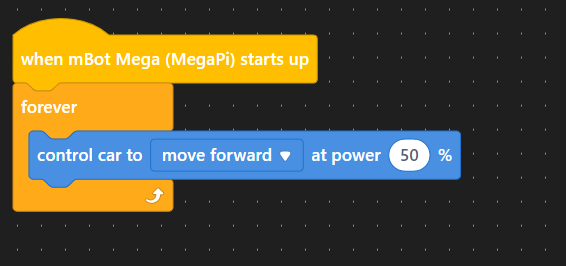 when mBot Mega (MegaPi) starts up
forever
control car to move forward at power 50 %